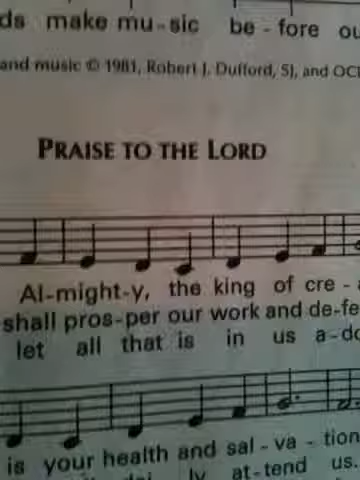 ds make mu-sic be-fore ou
and music © 1981, Robert J. Dufford, SJ, and OC
PRAISE TO THE LORD
Al-might-y, the king of cre-
shall pros-per our work and de-fe
let all that is in us a-do
is your health and sal-va-tion
ly at-tend us.